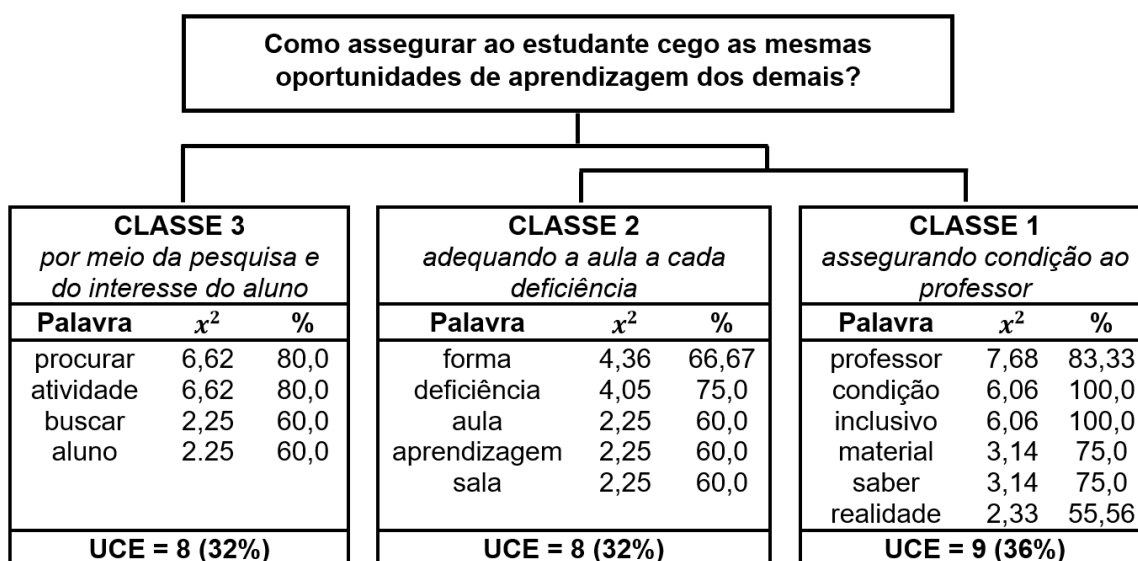 Como assegurar ao estudante cego as mesmas
oportunidades de aprendizagem dos demais?
CLASSE 3
por meio da pesquisa e
do interesse do aluno
Palavra x² %
procurar 6,62 80,0
atividade 6,62 80,0
buscar 2,25 60,0
aluno 2.25 60,0
UCE = 8 (32%)
CLASSE 2
adequando a aula a cada
deficiência
Palavra x² %
forma 4,36 66,67
deficiência 4,05 75,0
aula 2,25 60,0
aprendizagem 2,25 60,0
sala 2,25 60,0
UCE = 8 (32%)
CLASSE 1
assegurando condição ao
professor
Palavra x² %
professor 7,68 83,33
condição 6,06 100,0
inclusivo 6,06 100,0
material 3,14 75,0
saber 3,14 75,0
realidade 2,33 55,56
UCE = 9 (36%)